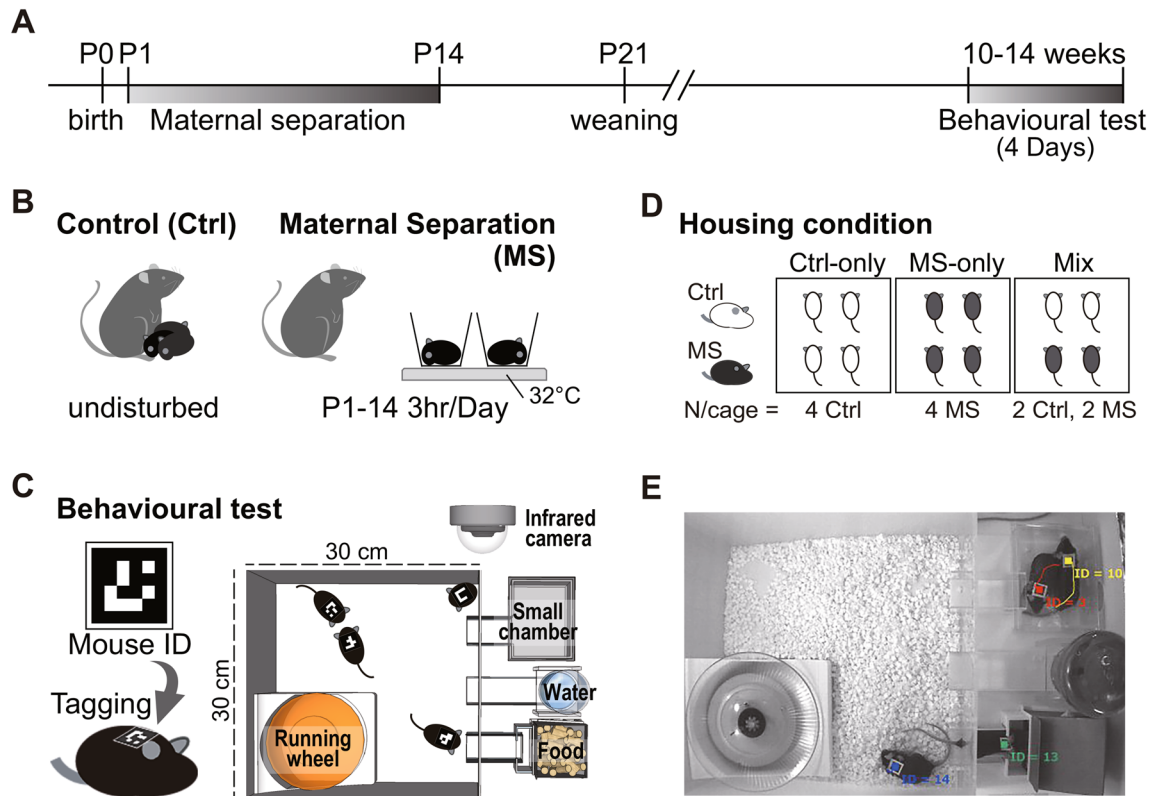 A
P0 P1 P14 P21 10-14 weeks
birth Maternal separation weaning Behavioural test
(4 Days)
B
Control (Ctrl)
undisturbed
Maternal Separation
(MS)
32°C
P1-14 3hr/Day
D
Housing condition
Ctrl-only MS-only Mix
Ctrl
MS
N/cage = 4 Ctrl 4 MS 2 Ctrl, 2 MS
C
Behavioural test
Mouse ID
Tagging
30 cm
30 cm
Infrared
camera
Small
chamber
Water
Food
Running
wheel
E
ID = 10
ID = 13
ID = 14